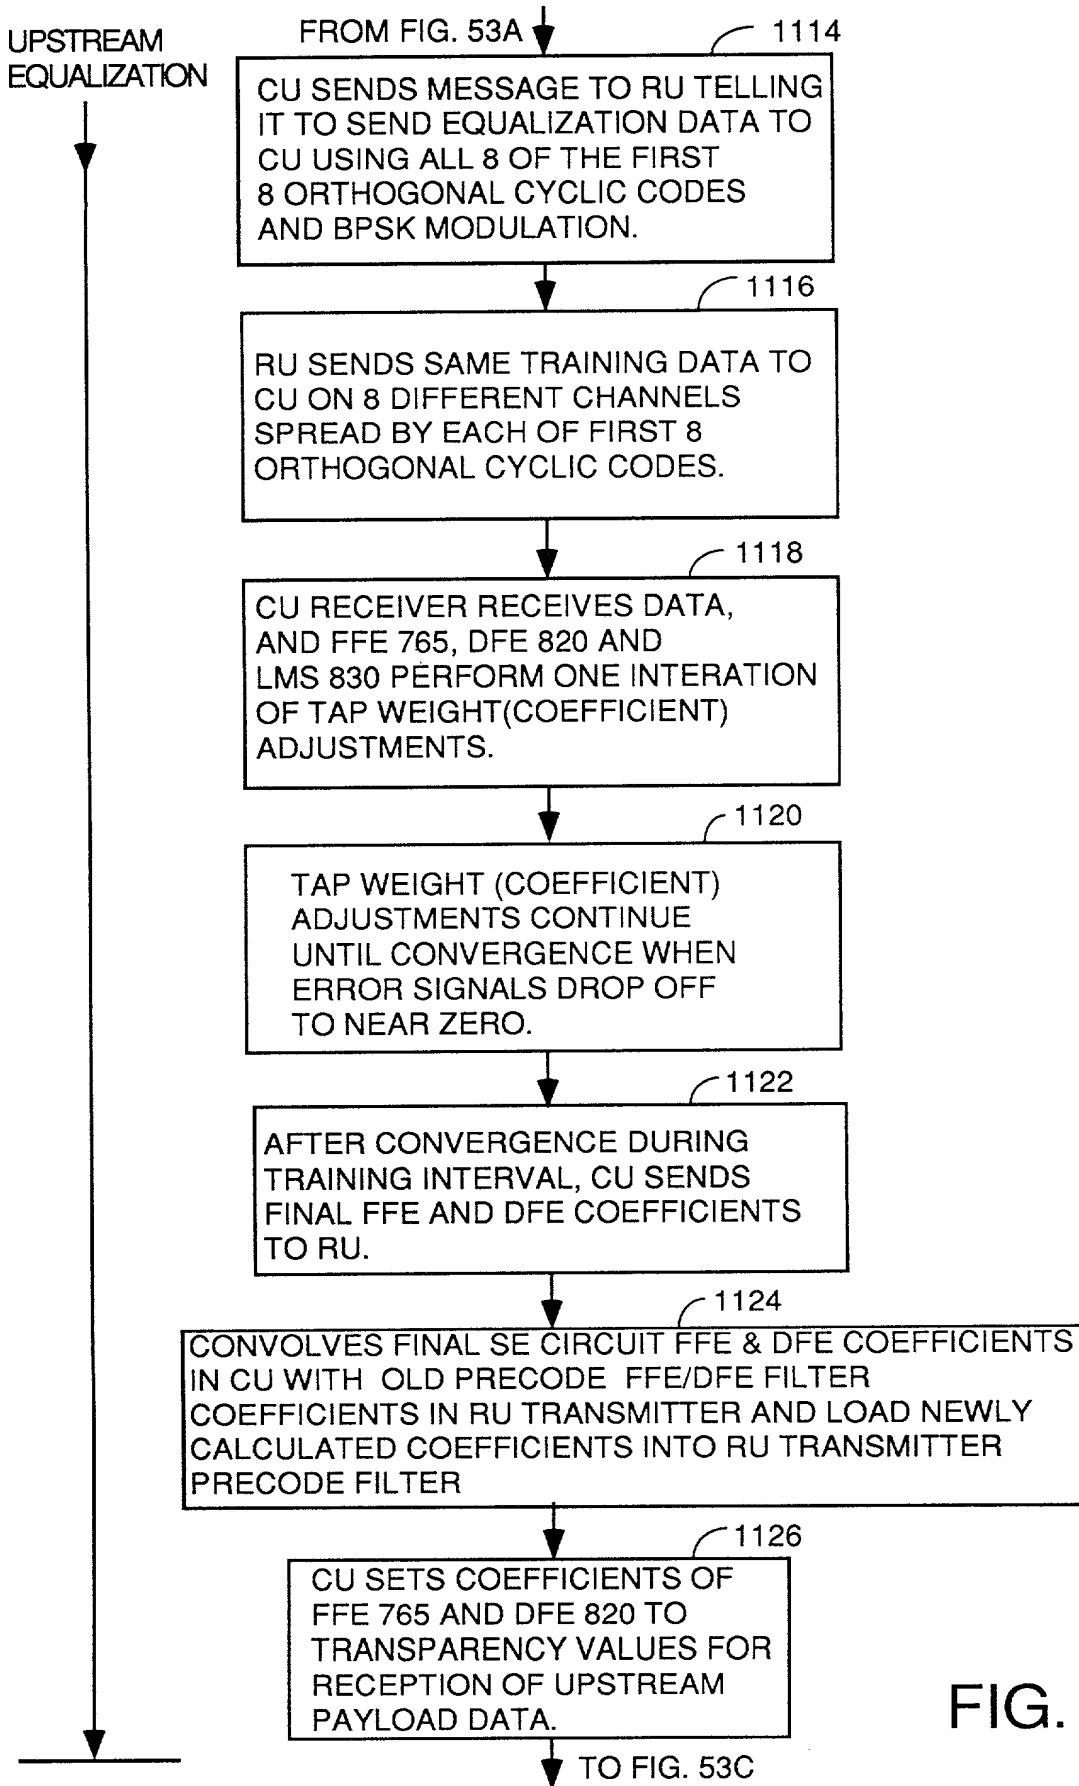 UPSTREAM
EQUALIZATION
FROM FIG. 53A
1114
CU SENDS MESSAGE TO RU TELLING
IT TO SEND EQUALIZATION DATA TO
CU USING ALL 8 OF THE FIRST
8 ORTHOGONAL CYCLIC CODES
AND BPSK MODULATION.
1116
RU SENDS SAME TRAINING DATA TO
CU ON 8 DIFFERENT CHANNELS
SPREAD BY EACH OF FIRST 8
ORTHOGONAL CYCLIC CODES.
1118
CU RECEIVER RECEIVES DATA,
AND FFE 765, DFE 820 AND
LMS 830 PERFORM ONE INTERATION
OF TAP WEIGHT(COEFFICIENT)
ADJUSTMENTS.
1120
TAP WEIGHT (COEFFICIENT)
ADJUSTMENTS CONTINUE
UNTIL CONVERGENCE WHEN
ERROR SIGNALS DROP OFF
TO NEAR ZERO.
1122
AFTER CONVERGENCE DURING
TRAINING INTERVAL, CU SENDS
FINAL FFE AND DFE COEFFICIENTS
TO RU.
1124
CONVOLVES FINAL SE CIRCUIT FFE & DFE COEFFICIENTS
IN CU WITH OLD PRECODE FFE/DFE FILTER
COEFFICIENTS IN RU TRANSMITTER AND LOAD NEWLY
CALCULATED COEFFICIENTS INTO RU TRANSMITTER
PRECODE FILTER
1126
CU SETS COEFFICIENTS OF
FFE 765 AND DFE 820 TO
TRANSPARENCY VALUES FOR
RECEPTION OF UPSTREAM
PAYLOAD DATA.
FIG.
TO FIG. 53C